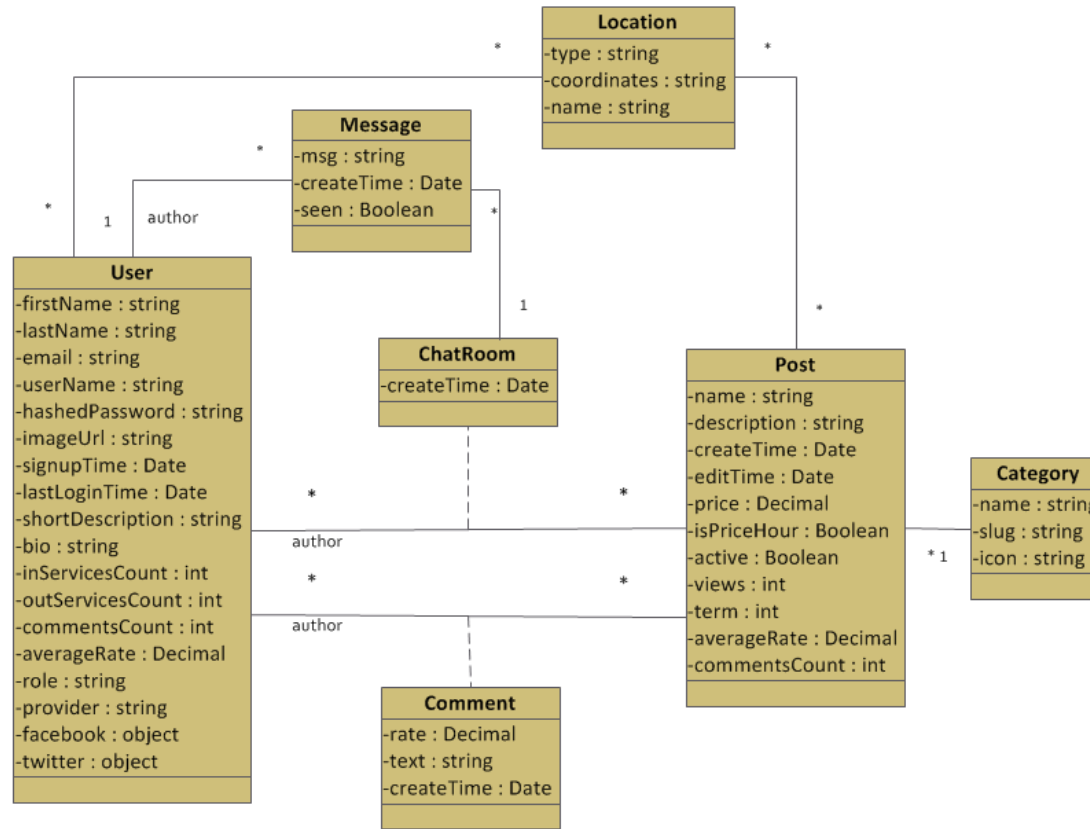 Location
-type : string
-coordinates : string
-name : string
*
*
Message
-msg : string
-createTime : Date
-seen : Boolean
*
*
*
1
author
User
-firstName : string
-lastName : string
-email : string
-userName : string
-hashedPassword : string
-imageUrl : string
-signupTime : Date
-lastLoginTime : Date
-shortDescription : string
-bio : string
-inServicesCount : int
-outServicesCount : int
-commentsCount : int
-averageRate : Decimal
-role : string
-provider : string
-facebook : object
-twitter : object
1
*
ChatRoom
-createTime : Date
Post
-name : string
-description : string
-createTime : Date
-editTime : Date
-price : Decimal
-isPriceHour : Boolean
-active : Boolean
-views : int
-term : int
-averageRate : Decimal
-commentsCount : int
Category
-name : string
-slug : string
-icon : string
* 1
*
*
author
*
*
author
Comment
-rate : Decimal
-text : string
-createTime : Date